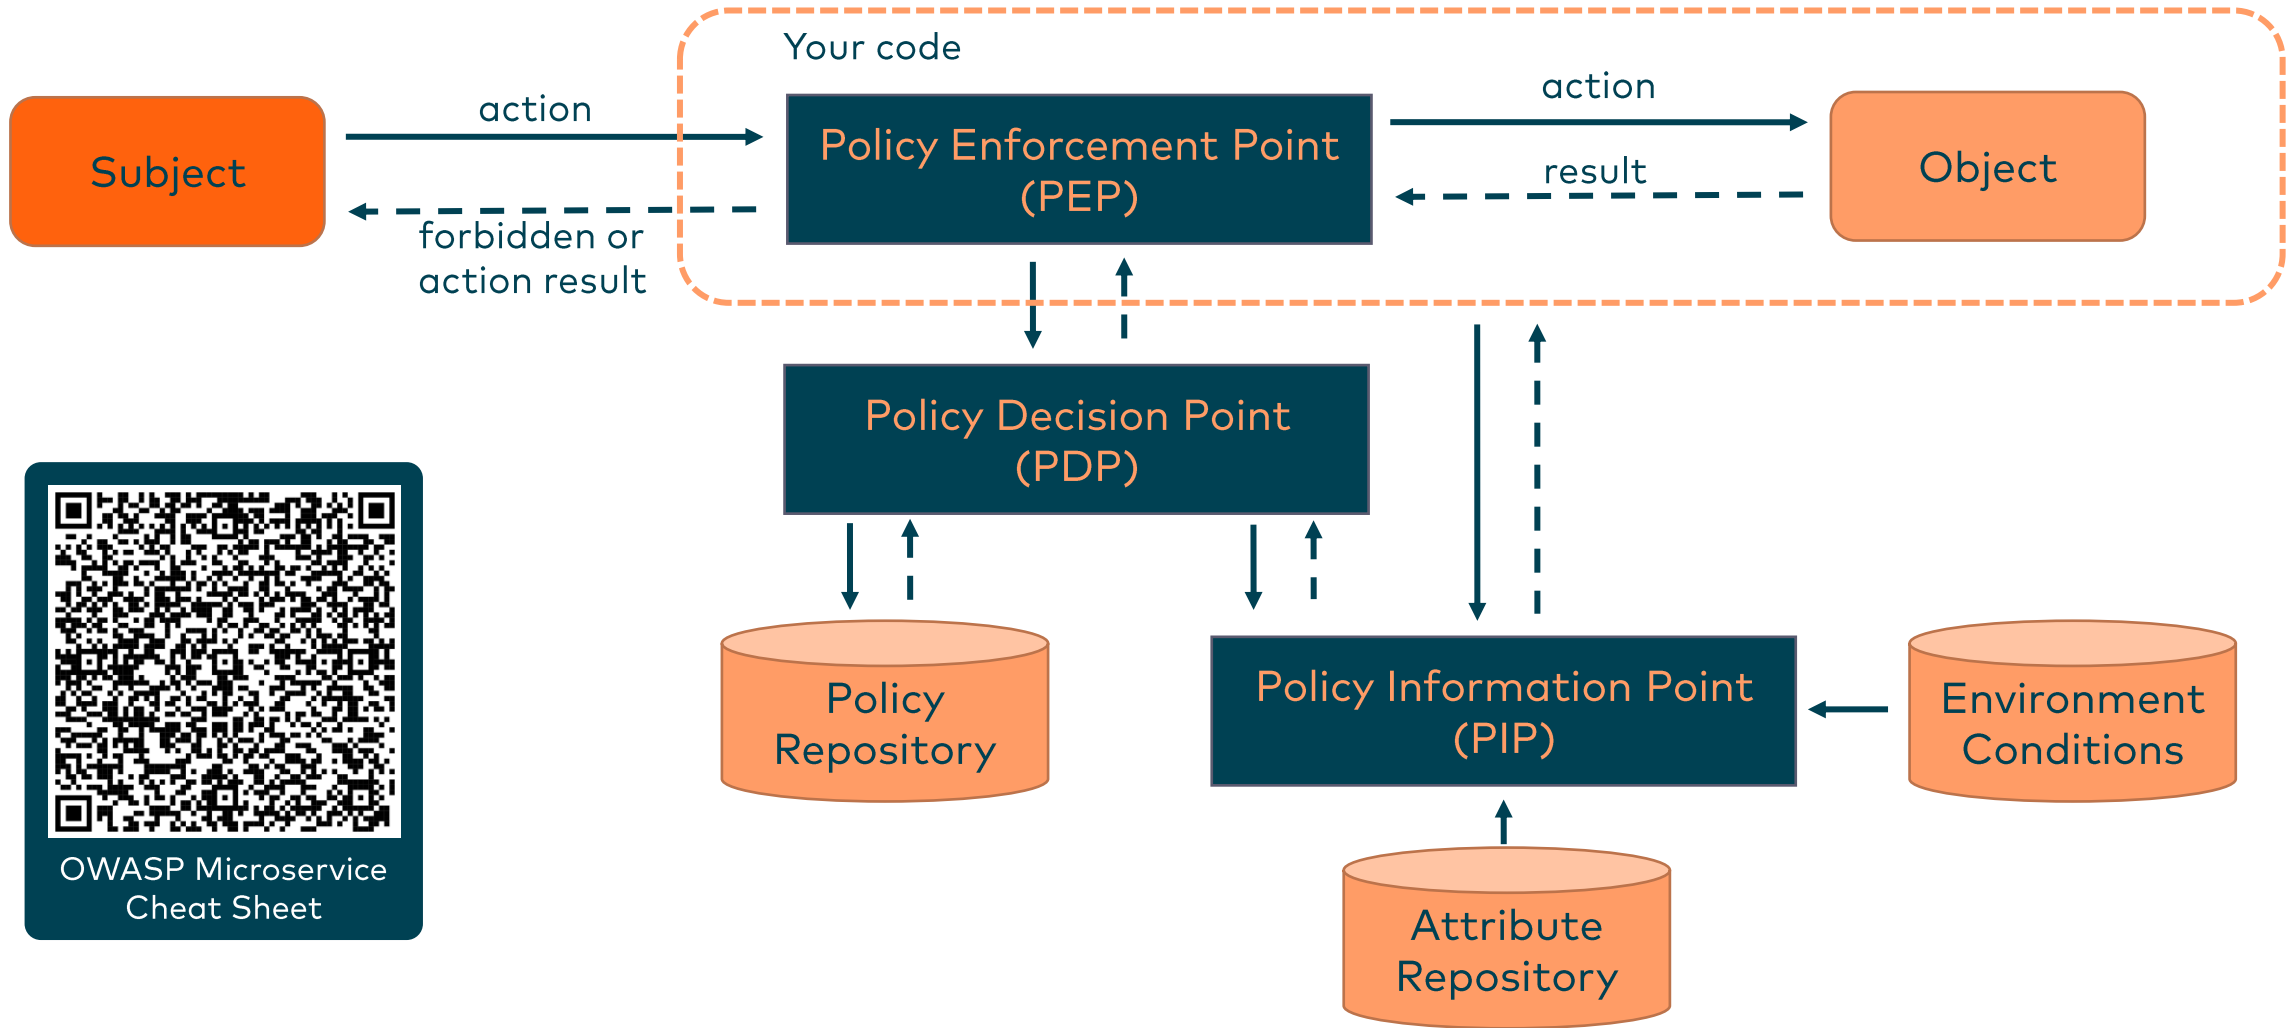 Your code
Subject
action
forbidden or
action result
Policy Enforcement Point
(PEP)
action
result
Object
Policy Decision Point
(PDP)
Policy
Repository
Policy Information Point
(PIP)
Environment
Conditions
Attribute
Repository
OWASP Microservice
Cheat Sheet